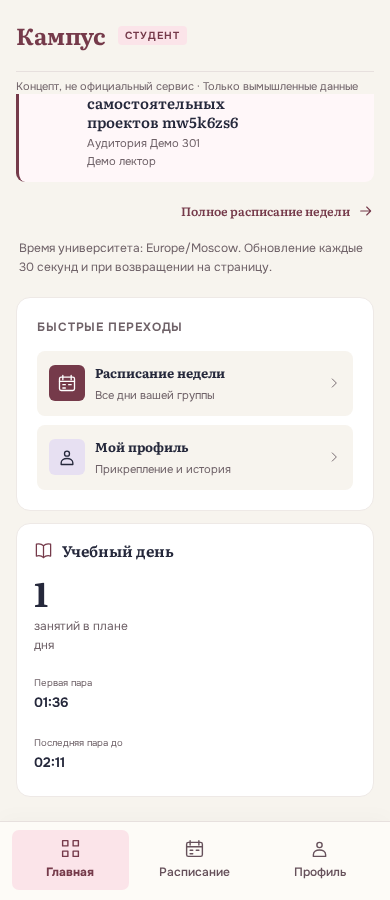 Кампус
СТУДЕНТ
Концепт, не официальный сервис · Только вымышленные данные
самостоятельных
проектов mw5k6zs6
Аудитория Демо 301
Демо лектор
Полное расписание недели
Время университета: Europe/Moscow. Обновление каждые
30 секунд и при возвращении на страницу.
БЫСТРЫЕ ПЕРЕХОДЫ
Расписание недели
Все дни вашей группы
Мой профиль
Прикрепление и история
Учебный день
1
занятий в плане
дня
Первая пара
01:36
Последняя пара до
02:11
Главная
Расписание
Профиль